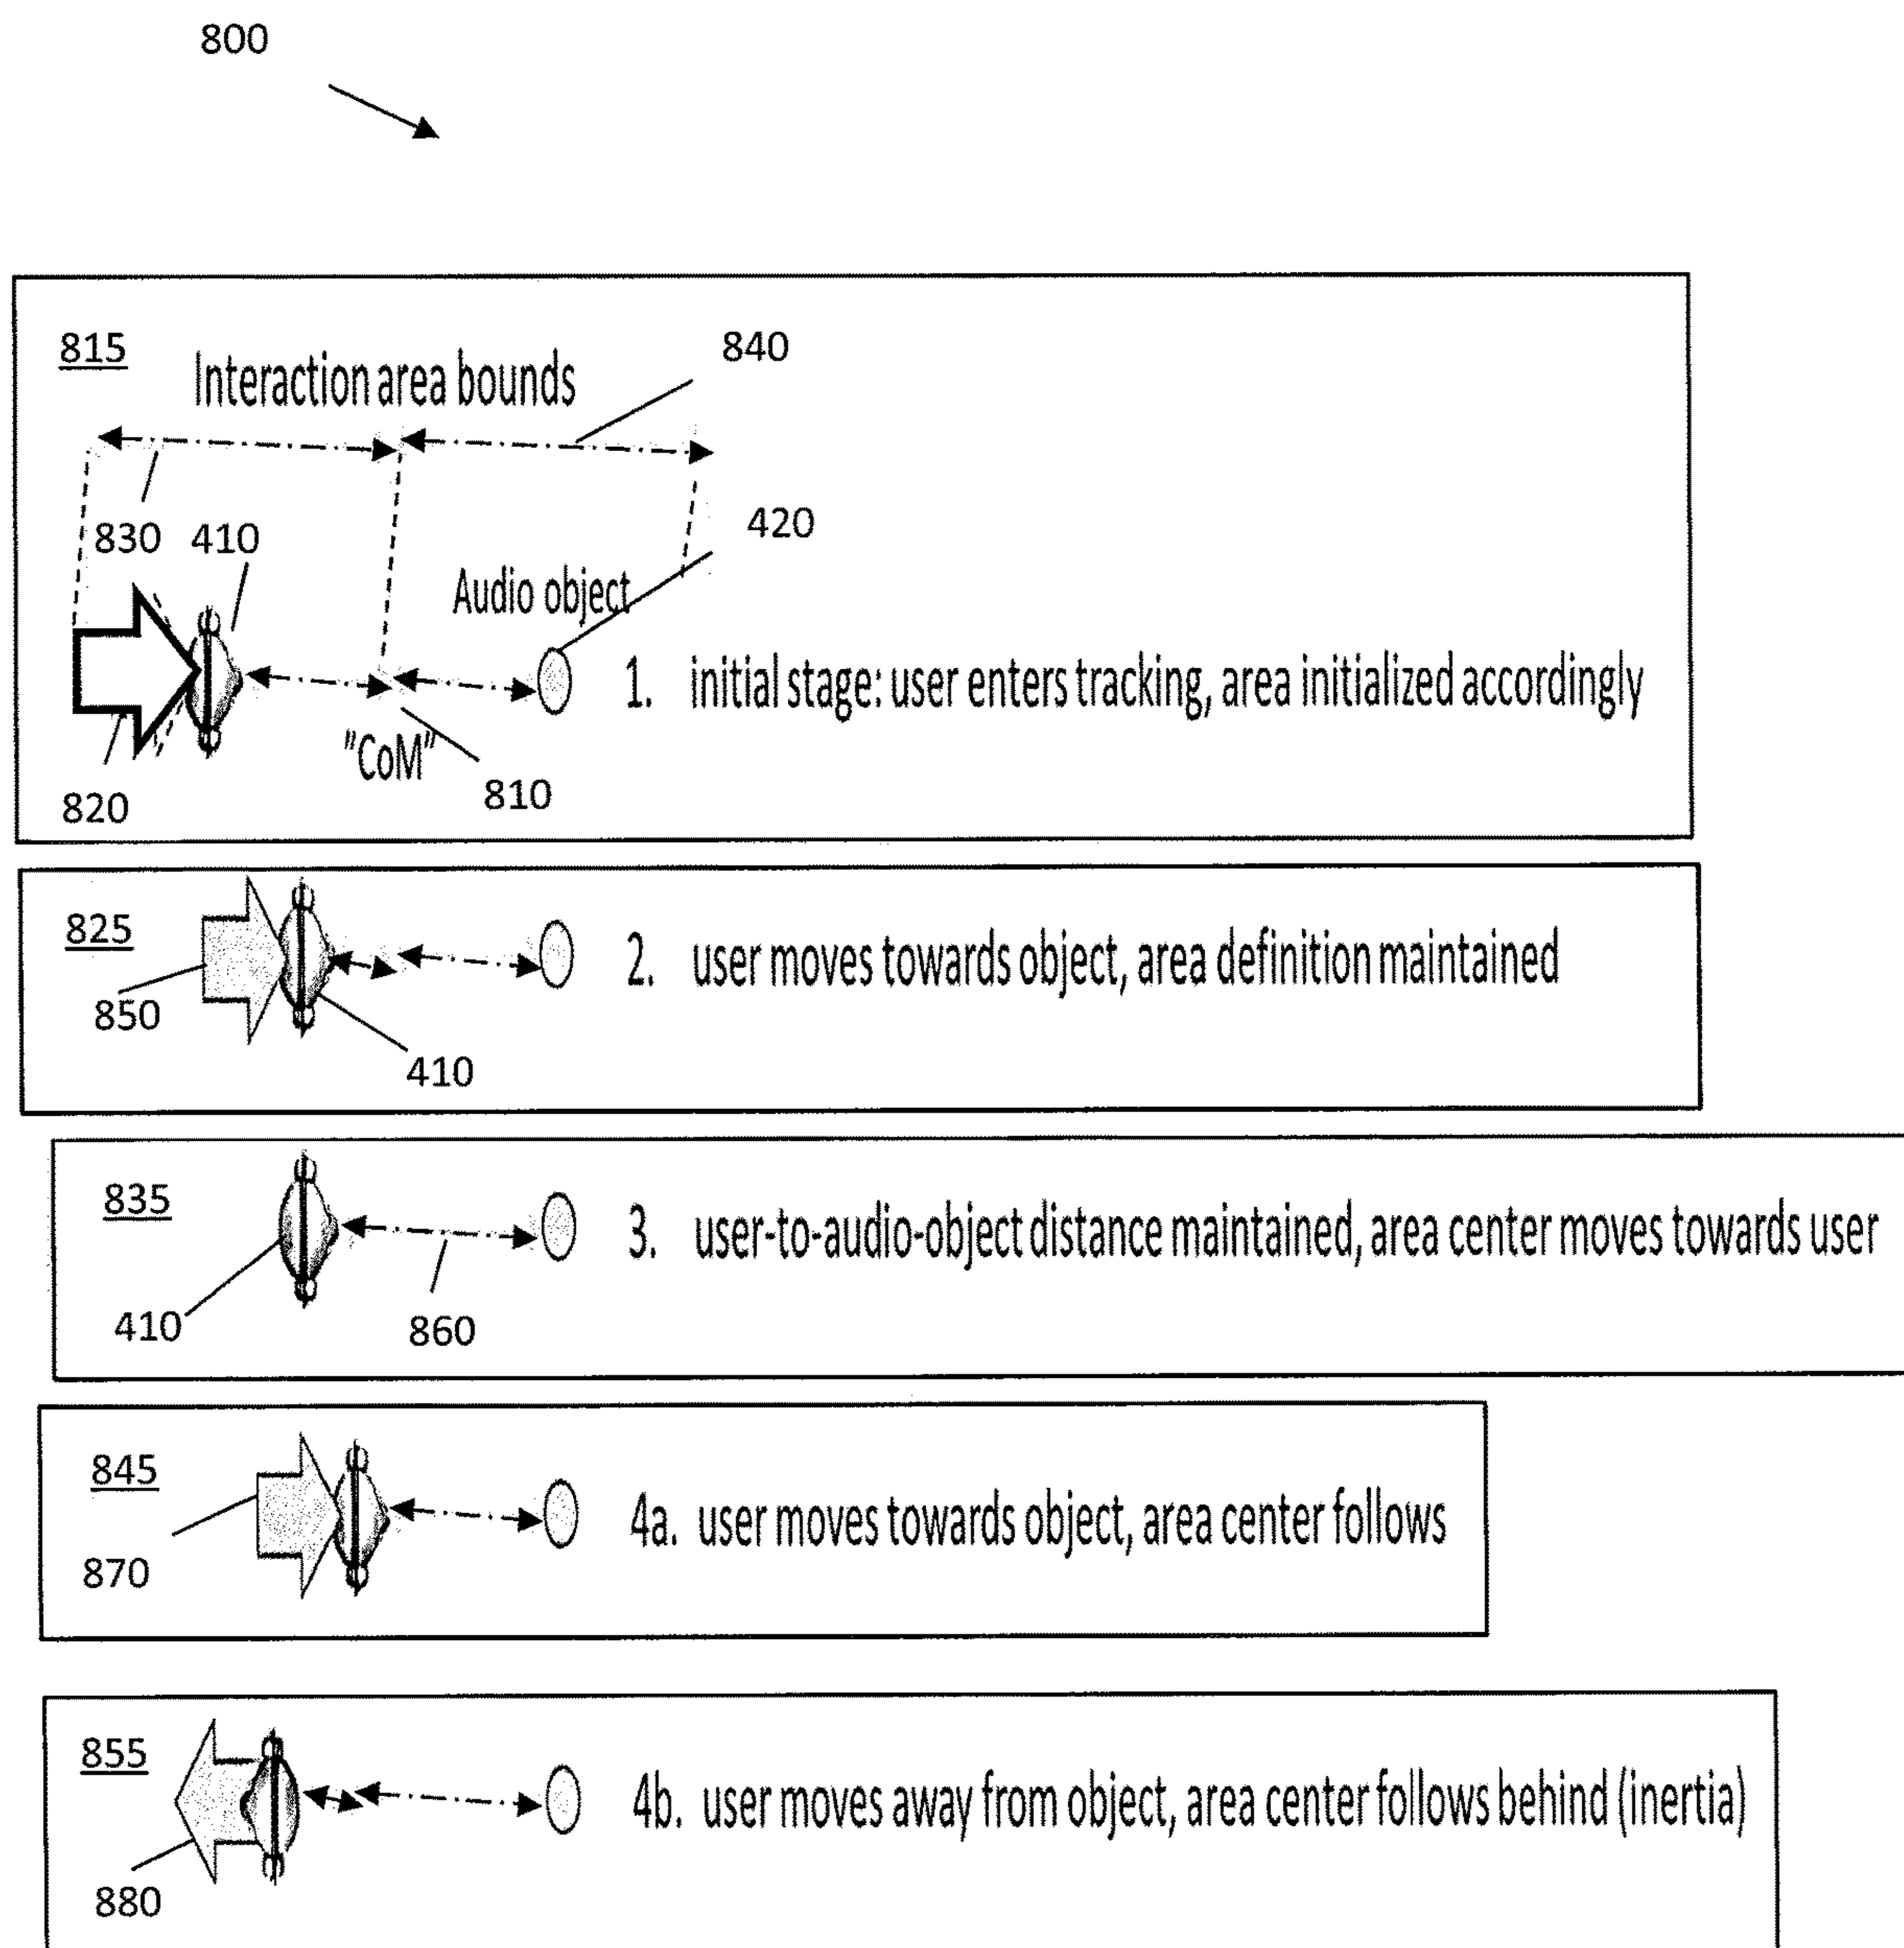 800
815
Interaction area bounds
840
830
410
420
Audio object
1. initial stage: user enters tracking, area initialized accordingly
"CoM"
820
810
825
2. user moves towards object, area definition maintained
850
410
835
3. user-to-audio-object distance maintained, area center moves towards user
410
860
845
4a. user moves towards object, area center follows
870
855
4b. user moves away from object, area center follows behind (inertia)
880